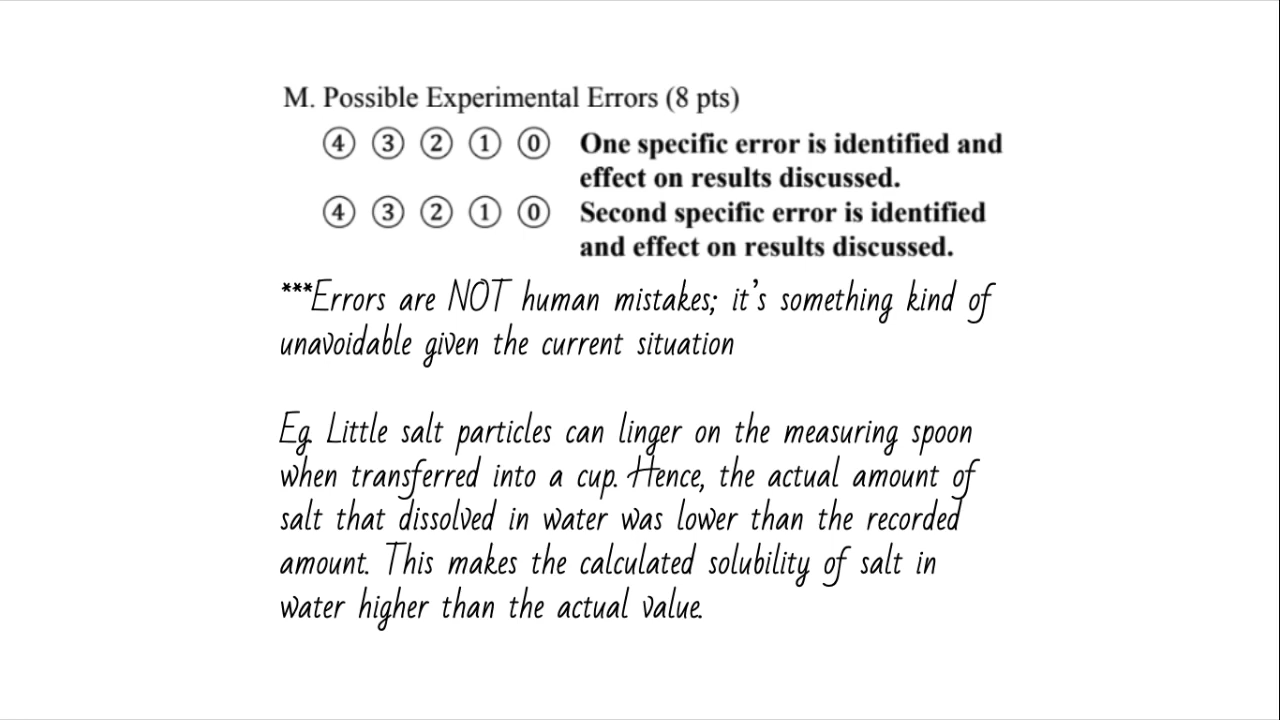 M. Possible Experimental Errors (8 pts)
④ ③ ② ① ⓪ One specific error is identified and
effect on results discussed.
④ ③ ② ① ⓪ Second specific error is identified
and effect on results discussed.
***Errors are NOT human mistakes; it's something kind of
unavoidable given the current situation
Eg. Little salt particles can linger on the measuring spoon
when transferred into a cup. Hence, the actual amount of
salt that dissolved in water was lower than the recorded
amount. This makes the calculated solubility of salt in
water higher than the actual value.